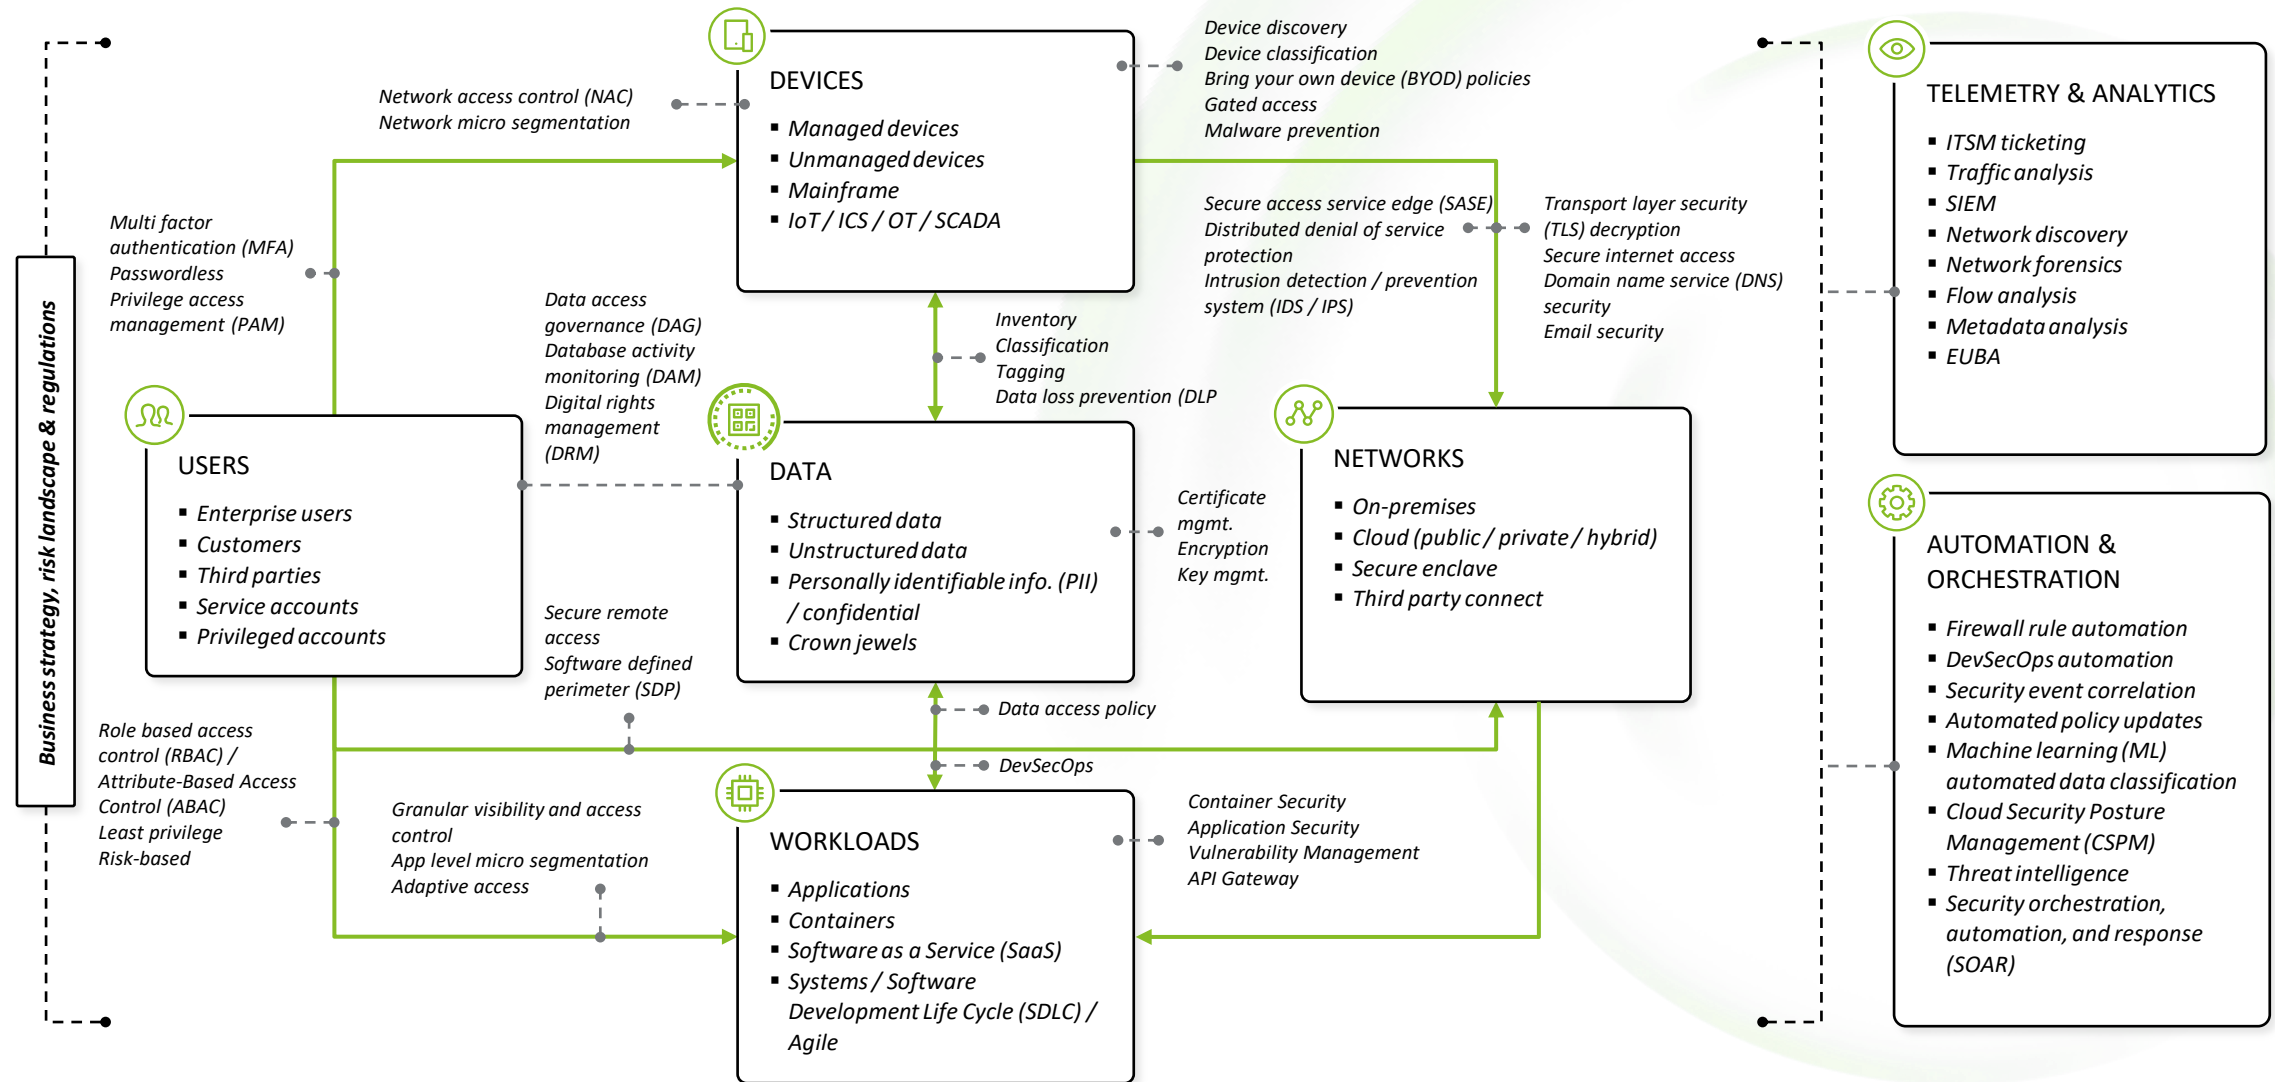 Business strategy, risk landscape & regulations
Network access control (NAC)
Network micro segmentation
DEVICES
▪ Managed devices
▪ Unmanaged devices
▪ Mainframe
▪ IoT / ICS / OT / SCADA
Device discovery
Device classification
Bring your own device (BYOD) policies
Gated access
Malware prevention
Multi factor
authentication (MFA)
Passwordless
Privilege access
management (PAM)
Secure access service edge (SASE)
Distributed denial of service
protection
Intrusion detection / prevention
system (IDS / IPS)
Transport layer security
(TLS) decryption
Secure internet access
Domain name service (DNS)
security
Email security
Data access
governance (DAG)
Database activity
monitoring (DAM)
Digital rights
management
(DRM)
Inventory
Classification
Tagging
Data loss prevention (DLP
USERS
▪ Enterprise users
▪ Customers
▪ Third parties
▪ Service accounts
▪ Privileged accounts
DATA
▪ Structured data
▪ Unstructured data
▪ Personally identifiable info. (PII)
/ confidential
▪ Crown jewels
Certificate
mgmt.
Encryption
Key mgmt.
NETWORKS
▪ On-premises
▪ Cloud (public / private / hybrid)
▪ Secure enclave
▪ Third party connect
Secure remote
access
Software defined
perimeter (SDP)
Data access policy
DevSecOps
Role based access
control (RBAC) /
Attribute-Based Access
Control (ABAC)
Least privilege
Risk-based
Granular visibility and access
control
App level micro segmentation
Adaptive access
WORKLOADS
▪ Applications
▪ Containers
▪ Software as a Service (SaaS)
▪ Systems / Software
Development Life Cycle (SDLC) /
Agile
Container Security
Application Security
Vulnerability Management
API Gateway
TELEMETRY & ANALYTICS
▪ ITSM ticketing
▪ Traffic analysis
▪ SIEM
▪ Network discovery
▪ Network forensics
▪ Flow analysis
▪ Metadata analysis
▪ EUBA
AUTOMATION &
ORCHESTRATION
▪ Firewall rule automation
▪ DevSecOps automation
▪ Security event correlation
▪ Automated policy updates
▪ Machine learning (ML)
automated data classification
▪ Cloud Security Posture
Management (CSPM)
▪ Threat intelligence
▪ Security orchestration,
automation, and response
(SOAR)